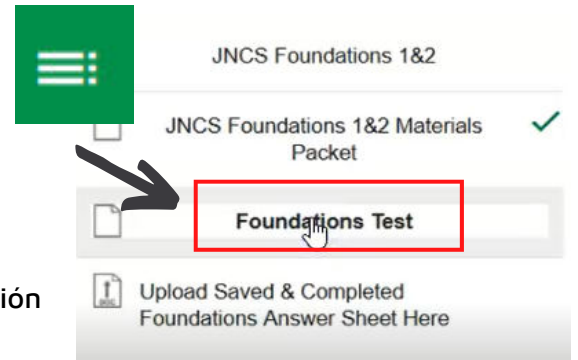 JNCS Foundations 1&2
JNCS Foundations 1&2 Materials
Packet
Foundations Test
ión
Upload Saved & Completed
Foundations Answer Sheet Here